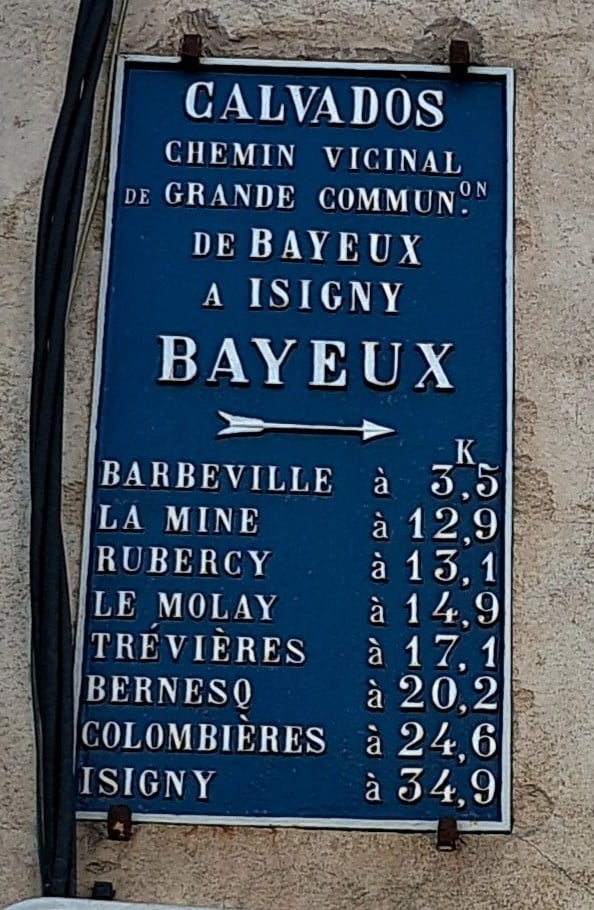 CALVADOS
CHEMIN VICINAL
DE GRANDE COMMUN.ON
DE BAYEUX
A ISIGNY
BAYEUX
K
BARBEVILLE à 3,5
LA MINE à 12,9
RUBERCY à 13,1
LE MOLAY à 14,9
TRÉVIÈRES à 17,1
BERNESQ à 20,2
COLOMBIÈRES à 24,6
ISIGNY à 34,9